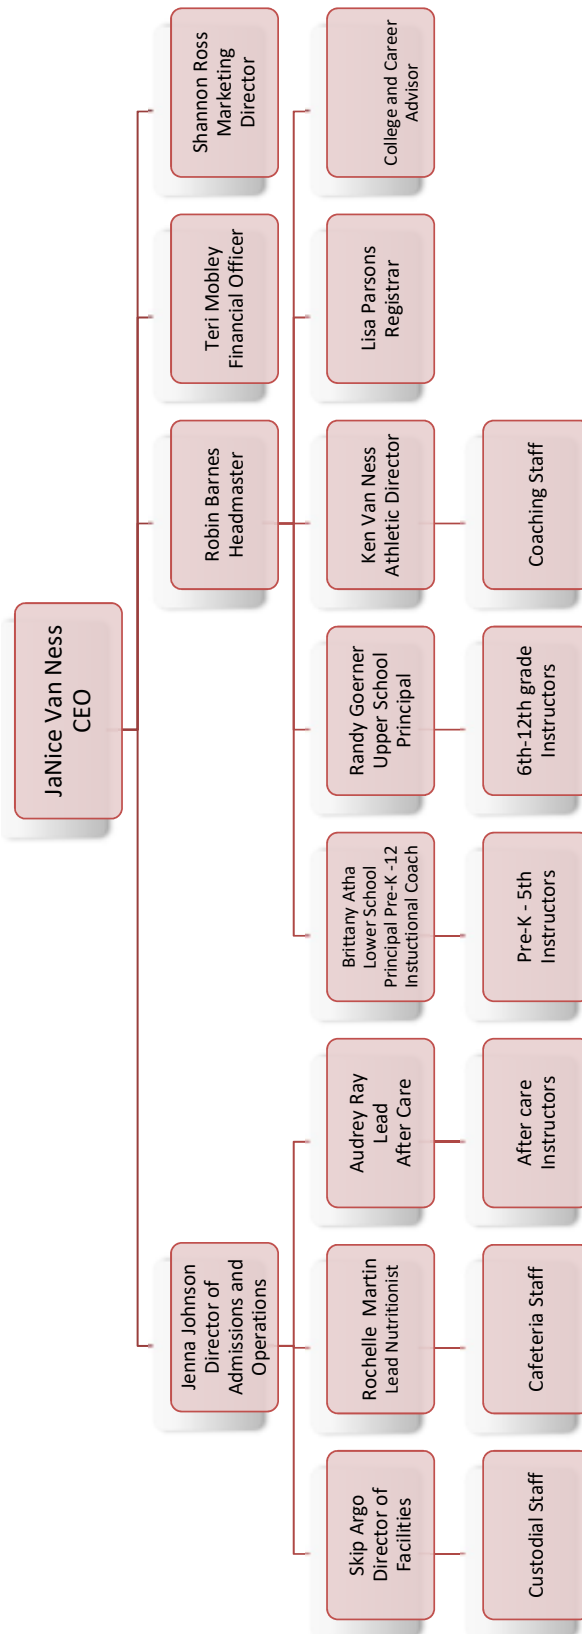 JaNice Van Ness
CEO
Jenna Johnson
Director of
Admissions and
Operations
Robin Barnes
Headmaster
Teri Mobley
Financial Officer
Shannon Ross
Marketing
Director
Skip Argo
Director of
Facilities
Rochelle Martin
Lead Nutritionist
Audrey Ray
Lead
After Care
Brittany Atha
Lower School
Principal Pre-K -12
Instuctional Coach
Randy Goerner
Upper School
Principal
Ken Van Ness
Athletic Director
Lisa Parsons
Registrar
College and Career
Advisor
Custodial Staff
Cafeteria Staff
After care
Instructors
Pre-K - 5th
Instructors
6th-12th grade
Instructors
Coaching Staff